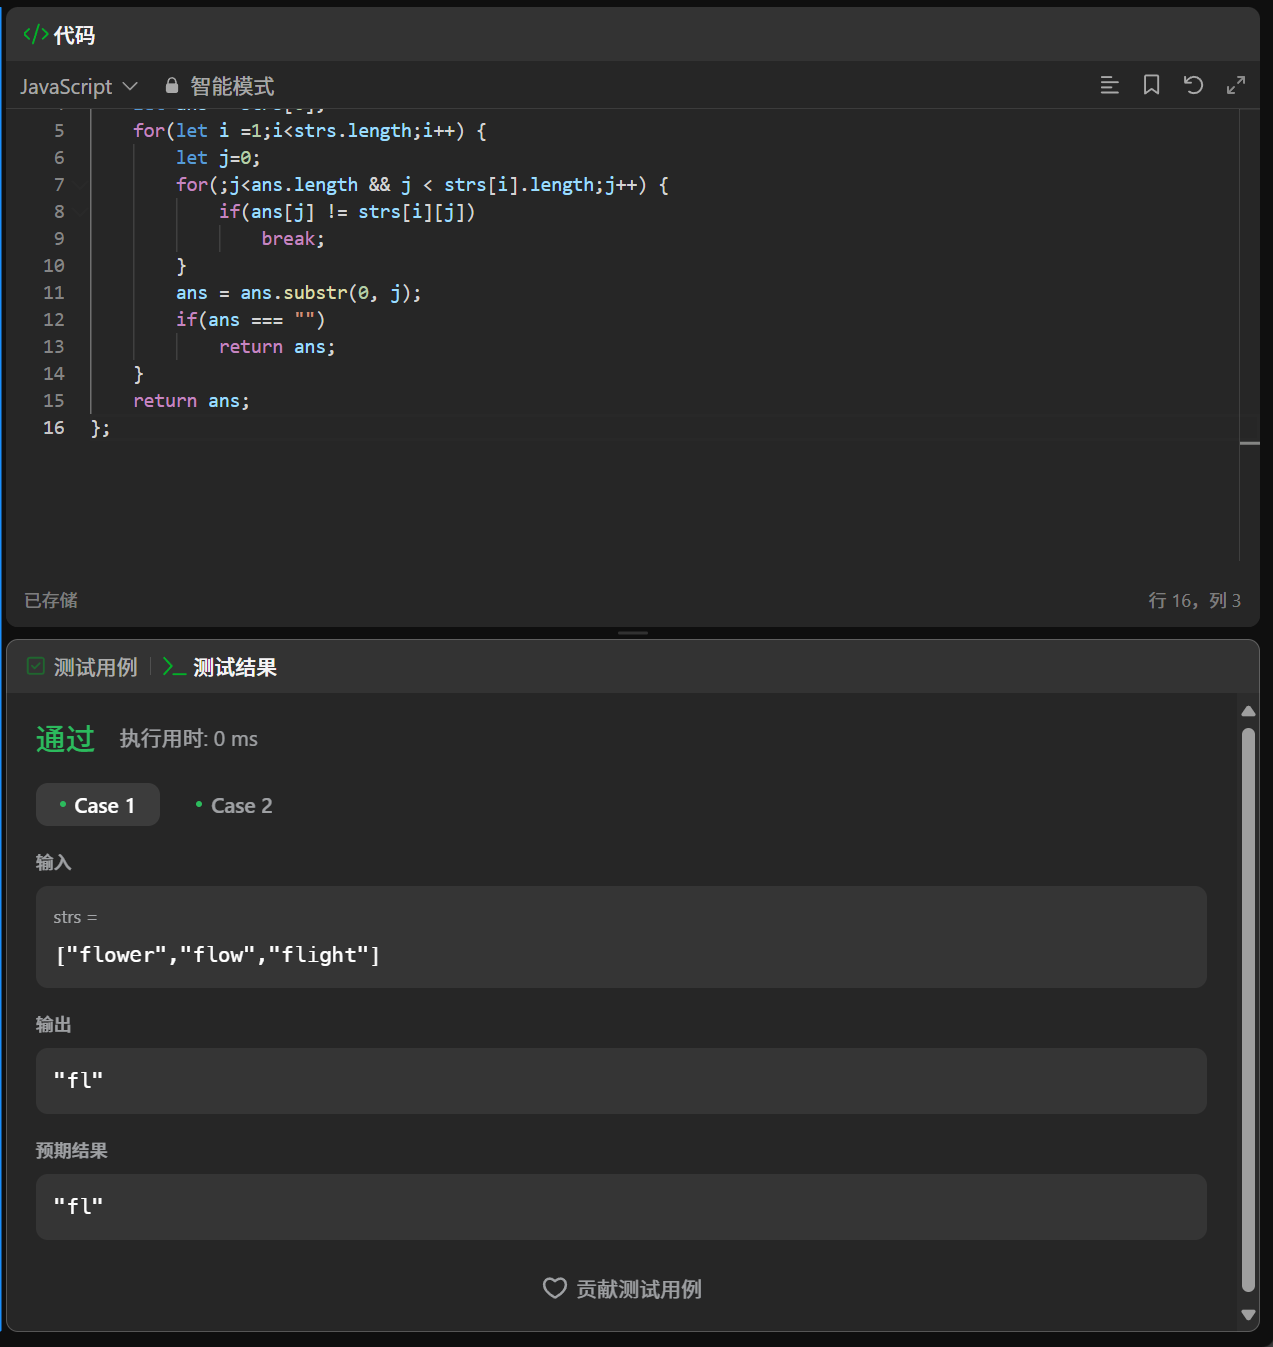 </> 代码
JavaScript 智能模式
5 for(let i =1;i<strs.length;i++) {
6 let j=0;
7 for(;j<ans.length && j < strs[i].length;j++) {
8 if(ans[j] != strs[i][j])
9 break;
10 }
11 ans = ans.substr(0, j);
12 if(ans === "")
13 return ans;
14 }
15 return ans;
16 };
已存储 行 16，列 3
测试用例 >_ 测试结果
通过 执行用时: 0 ms
• Case 1 • Case 2
输入
strs =
["flower","flow","flight"]
输出
"fl"
预期结果
"fl"
贡献测试用例